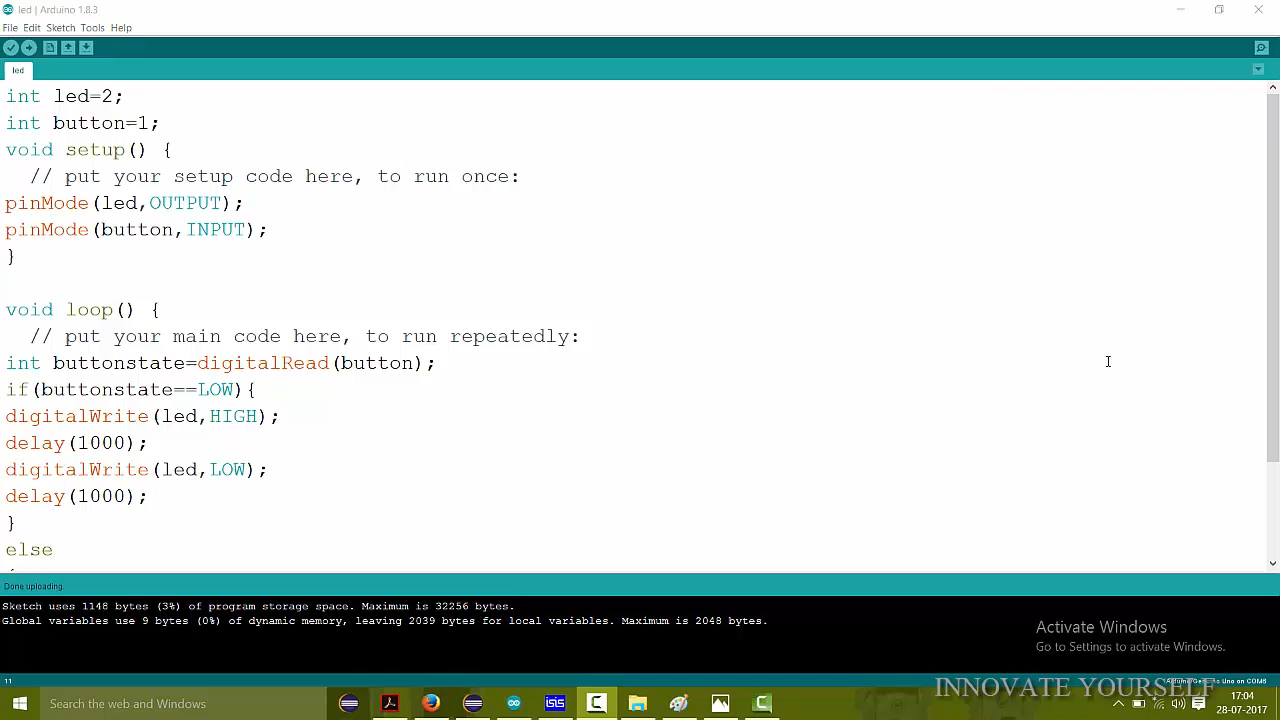 led | Arduino 1.8.3
File Edit Sketch Tools Help
led
int led=2;
int button=1;
void setup() {
// put your setup code here, to run once:
pinMode(led,OUTPUT);
pinMode(button,INPUT);
}
void loop() {
// put your main code here, to run repeatedly:
int buttonstate=digitalRead(button);
if(buttonstate==LOW){
digitalWrite(led,HIGH);
delay(1000);
digitalWrite(led,LOW);
delay(1000);
}
else
Done uploading.
Sketch uses 1148 bytes (3%) of program storage space. Maximum is 32256 bytes.
Global variables use 9 bytes (0%) of dynamic memory, leaving 2039 bytes for local variables. Maximum is 2048 bytes.
Activate Windows
Go to Settings to activate Windows.
11
Uno on COM8
Search the web and Windows
ISIS
INNOVATE YOURSELF
17:04
28-07-2017